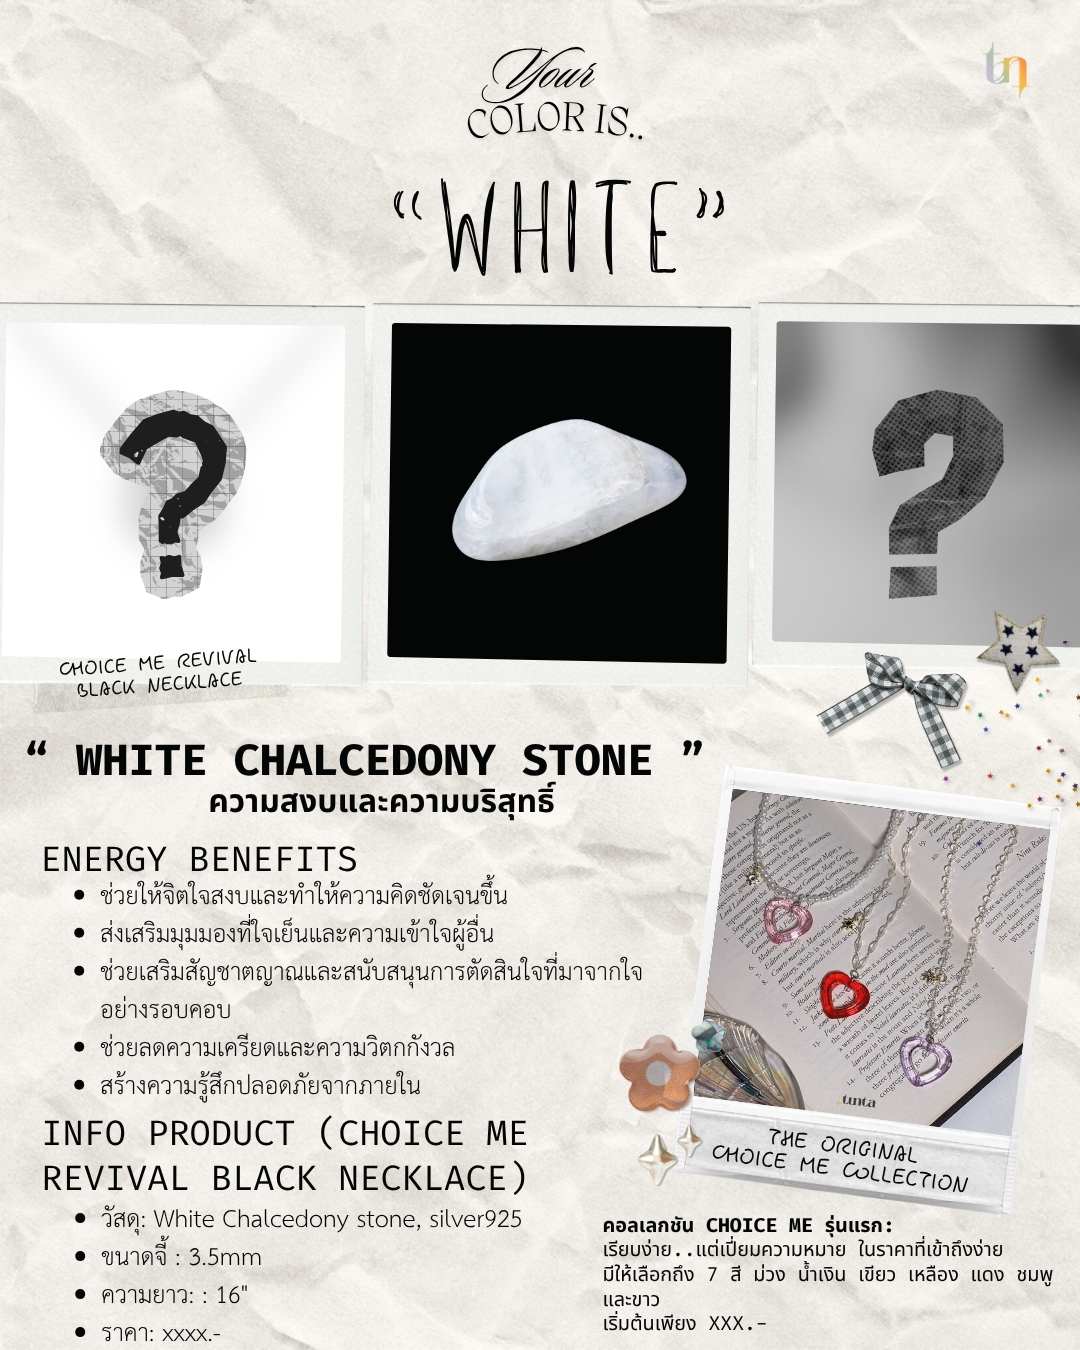 tn
Your
COLOR IS..
“WHITE”
?
?
CHOICE ME REVIVAL
BLACK NECKLACE
“ WHITE CHALCEDONY STONE ”
ความสงบและความบริสุทธิ์
ENERGY BENEFITS
• ช่วยให้จิตใจสงบและทำให้ความคิดชัดเจนขึ้น
• ส่งเสริมมุมมองที่ใจเย็นและความเข้าใจผู้อื่น
• ช่วยเสริมสัญชาตญาณและสนับสนุนการตัดสินใจที่มาจากใจ
อย่างรอบคอบ
• ช่วยลดความเครียดและความวิตกกังวล
• สร้างความรู้สึกปลอดภัยจากภายใน
INFO PRODUCT (CHOICE ME
REVIVAL BLACK NECKLACE)
• วัสดุ: White Chalcedony stone, silver925
• ขนาดจี้ : 3.5mm
• ความยาว: : 16"
• ราคา: xxxx.-
.tunta
THE ORIGINAL
CHOICE ME COLLECTION
คอลเลกชัน CHOICE ME รุ่นแรก:
เรียบง่าย..แต่เปี่ยมความหมาย ในราคาที่เข้าถึงง่าย
มีให้เลือกถึง 7 สี ม่วง น้ำเงิน เขียว เหลือง แดง ชมพู
และขาว
เริ่มต้นเพียง XXX.-